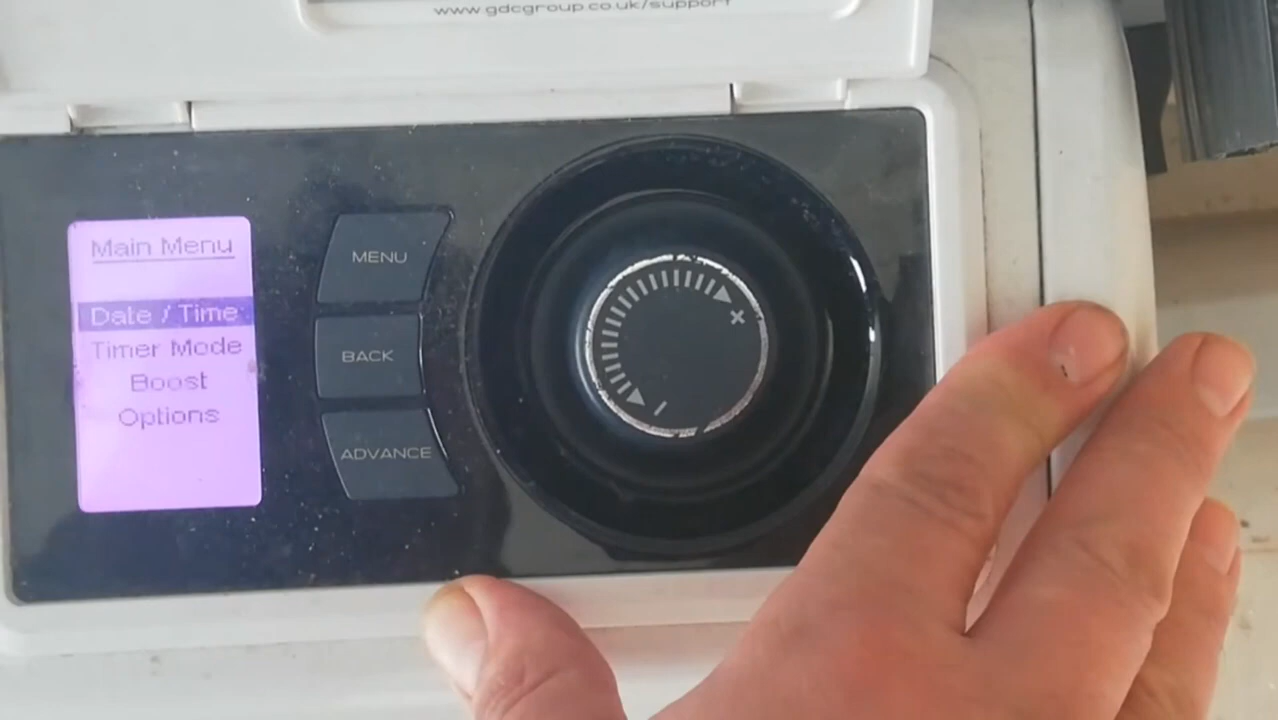 www.gdcgroup.co.uk/support
Main Menu
Date / Time
Timer Mode
Boost
Options
MENU
BACK
ADVANCE